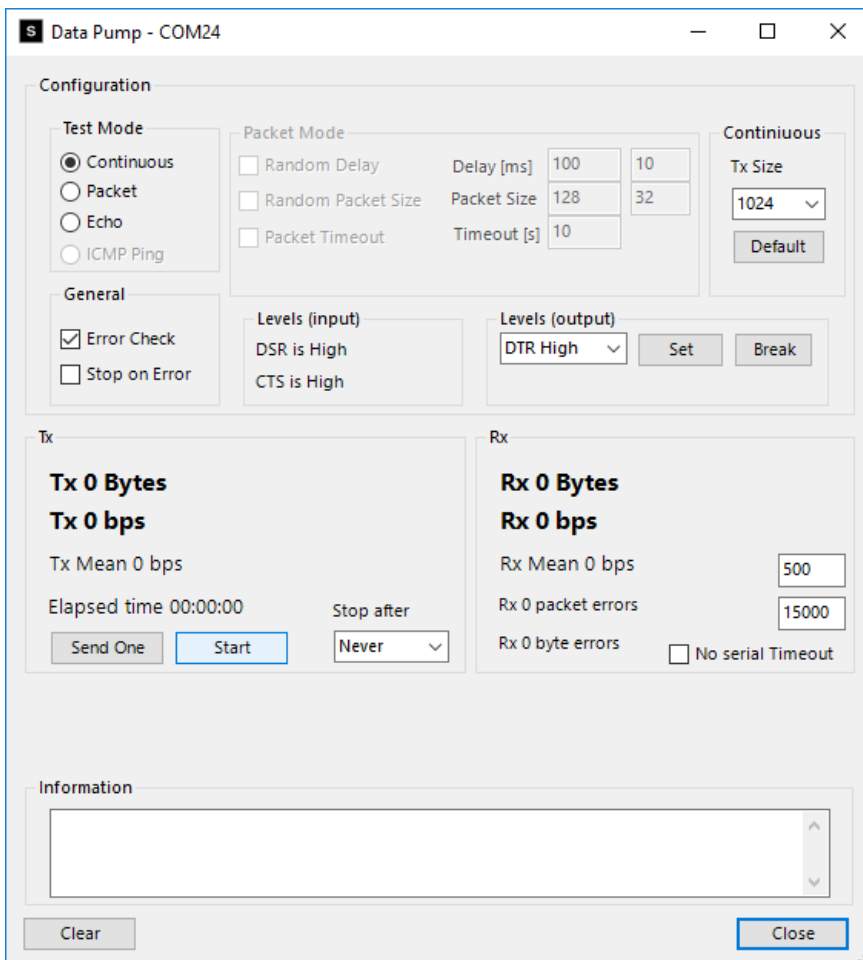 S Data Pump - COM24
Configuration
Test Mode
Continuous
Packet
Echo
ICMP Ping
Packet Mode
Random Delay
Delay [ms] 100 10
Random Packet Size
Packet Size 128 32
Packet Timeout
Timeout [s] 10
Continiuous
Tx Size
1024
Default
General
Error Check
Stop on Error
Levels (input)
DSR is High
CTS is High
Levels (output)
DTR High Set Break
Tx
Tx 0 Bytes
Tx 0 bps
Tx Mean 0 bps
Elapsed time 00:00:00
Stop after
Send One Start Never
Rx
Rx 0 Bytes
Rx 0 bps
Rx Mean 0 bps 500
Rx 0 packet errors 15000
Rx 0 byte errors
No serial Timeout
Information
Clear Close